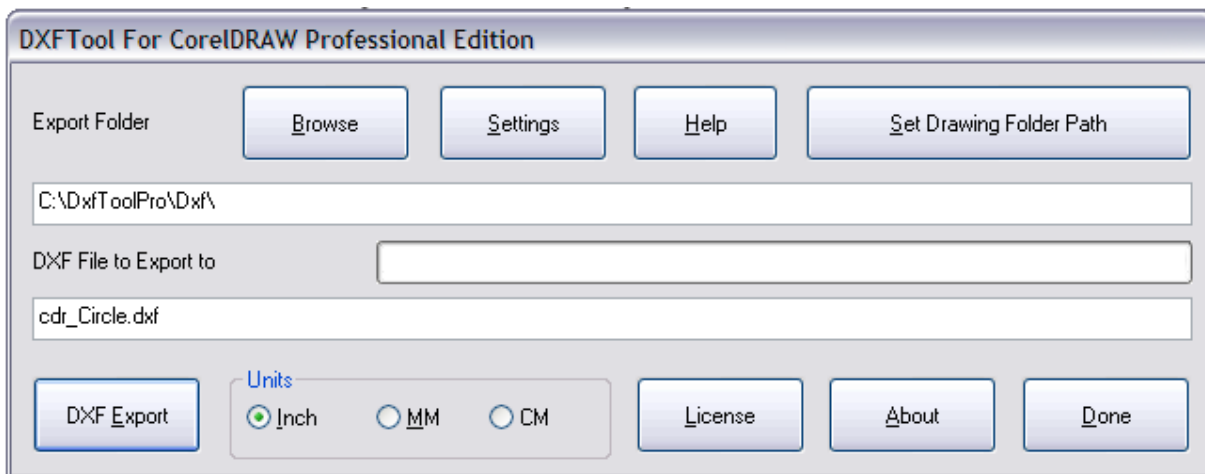 DXFTool For CorelDRAW Professional Edition
Export Folder Browse Settings Help Set Drawing Folder Path
C:\DxfToolPro\Dxf\
DXF File to Export to
cdr_Circle.dxf
Units
DXF Export Inch MM CM License About Done